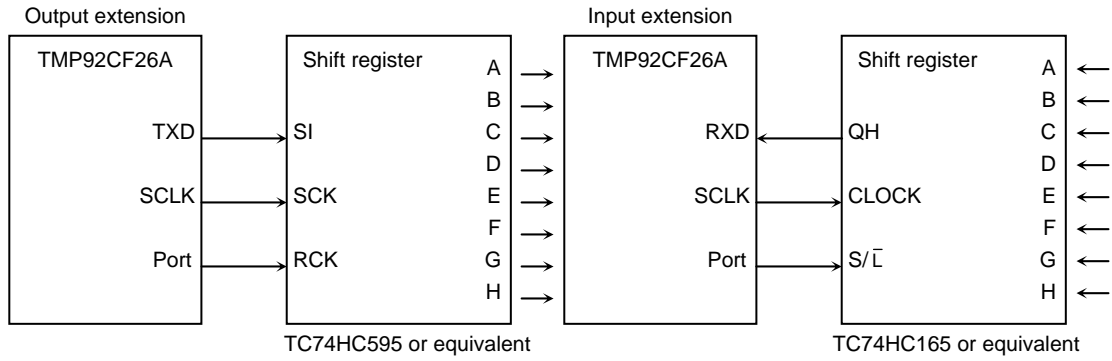 Output extension
TMP92CF26A
TXD
SCLK
Port
Shift register
SI
SCK
RCK
A
B
C
D
E
F
G
H
TC74HC595 or equivalent
Input extension
TMP92CF26A
RXD
SCLK
Port
Shift register
QH
CLOCK
S/L̅
A
B
C
D
E
F
G
H
TC74HC165 or equivalent